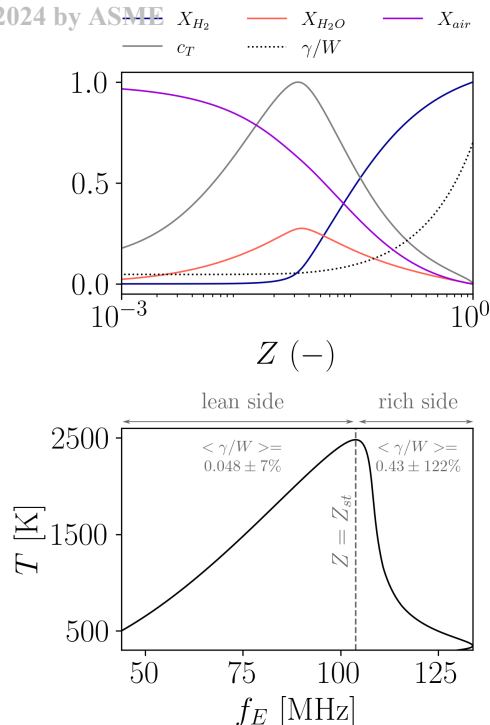 2024 by ASME
X_{H_2} X_{H_2O} X_{air}
c_T γ/W
1.0
0.5
0.0
10^{-3} 10^0
Z (−)
lean side rich side
2500
< γ/W >= < γ/W >=
0.048 ± 7% 0.43 ± 122%
1500
T [K]
Z = Z_{st}
500
50 75 100 125
f_E [MHz]